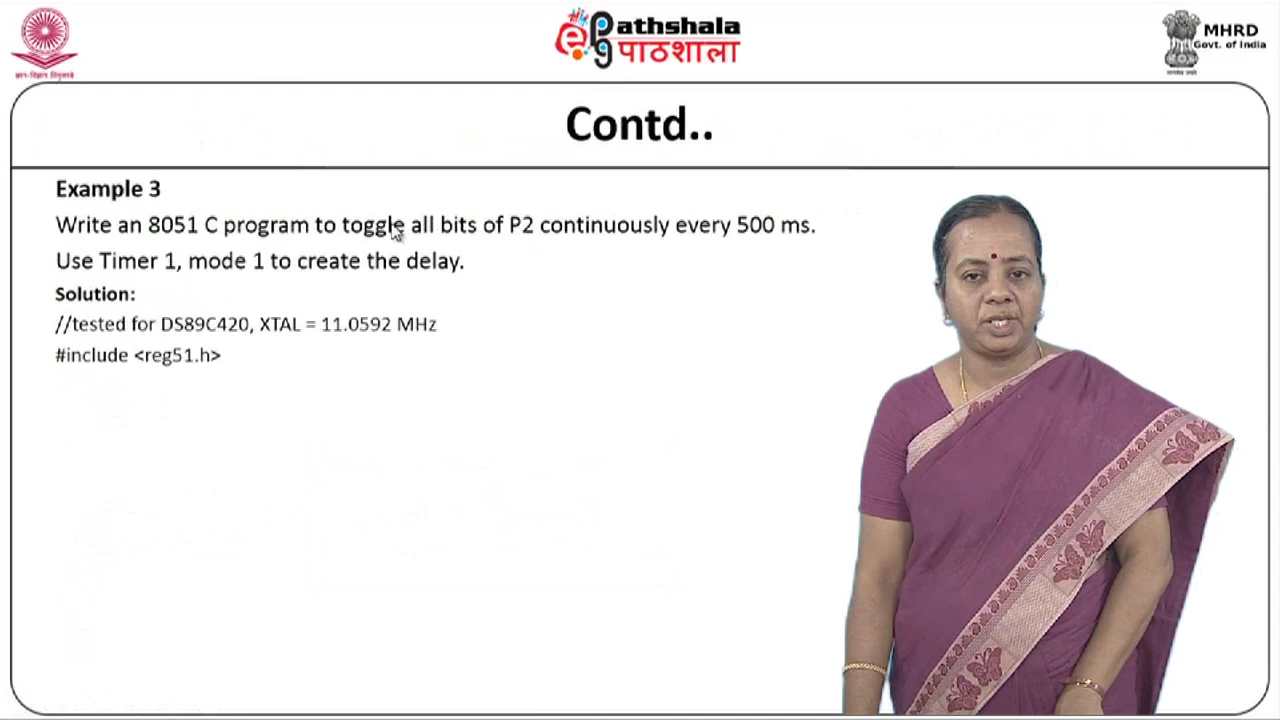 ज्ञान-विज्ञान विमुक्तये
ePathshala
पाठशाला
MHRD
Govt. of India
Contd..
Example 3
Write an 8051 C program to toggle all bits of P2 continuously every 500 ms.
Use Timer 1, mode 1 to create the delay.
Solution:
//tested for DS89C420, XTAL = 11.0592 MHz
#include <reg51.h>